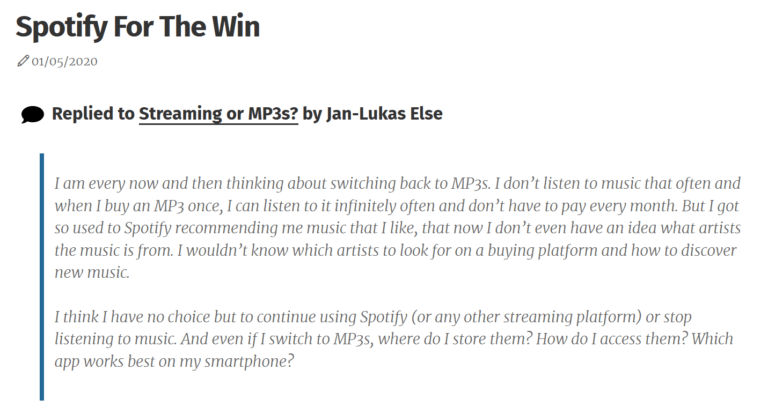 Spotify For The Win
01/05/2020
Replied to Streaming or MP3s? by Jan-Lukas Else
I am every now and then thinking about switching back to MP3s. I don’t listen to music that often and
when I buy an MP3 once, I can listen to it infinitely often and don’t have to pay every month. But I got
so used to Spotify recommending me music that I like, that now I don’t even have an idea what artists
the music is from. I wouldn’t know which artists to look for on a buying platform and how to discover
new music.
I think I have no choice but to continue using Spotify (or any other streaming platform) or stop
listening to music. And even if I switch to MP3s, where do I store them? How do I access them? Which
app works best on my smartphone?